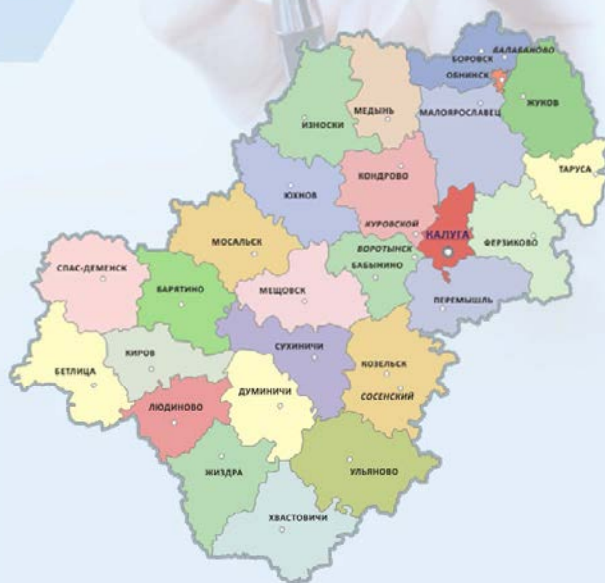 БАЛАБАНОВО
БОРОВСК
ОБНИНСК
ЖУКОВ
МЕДЫНЬ
МАЛОЯРОСЛАВЕЦ
ИЗНОСКИ
ТАРУСА
КОНДРОВО
ЮХНОВ
КУРОВСКОЙ
КАЛУГА
ФЕРЗИКОВО
ВОРОТЫНСК
МОСАЛЬСК
БАБЫНИНО
СПАС-ДЕМЕНСК
БАРЯТИНО
МЕЩОВСК
ПЕРЕМЫШЛЬ
КИРОВ
СУХИНИЧИ
КОЗЕЛЬСК
БЕТЛИЦА
ДУМИНИЧИ
СОСЕНСКИЙ
ЛЮДИНОВО
ЖИЗДРА
УЛЬЯНОВО
ХВАСТОВИЧИ